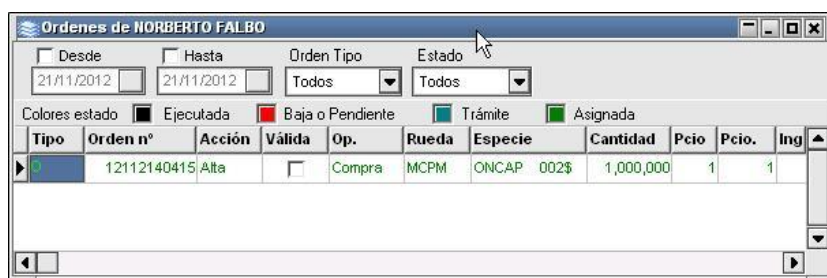 Ordenes de NORBERTO FALBO
Desde Hasta Orden Tipo Estado
21/11/2012 21/11/2012 Todos Todos
Colores estado Ejecutada Baja o Pendiente Trámite Asignada
Tipo Orden nº Acción Válida Op. Rueda Especie Cantidad Pcio Pcio. Ing
O 12112140415 Alta Compra MCPM ONCAP 002$ 1,000,000 1 1